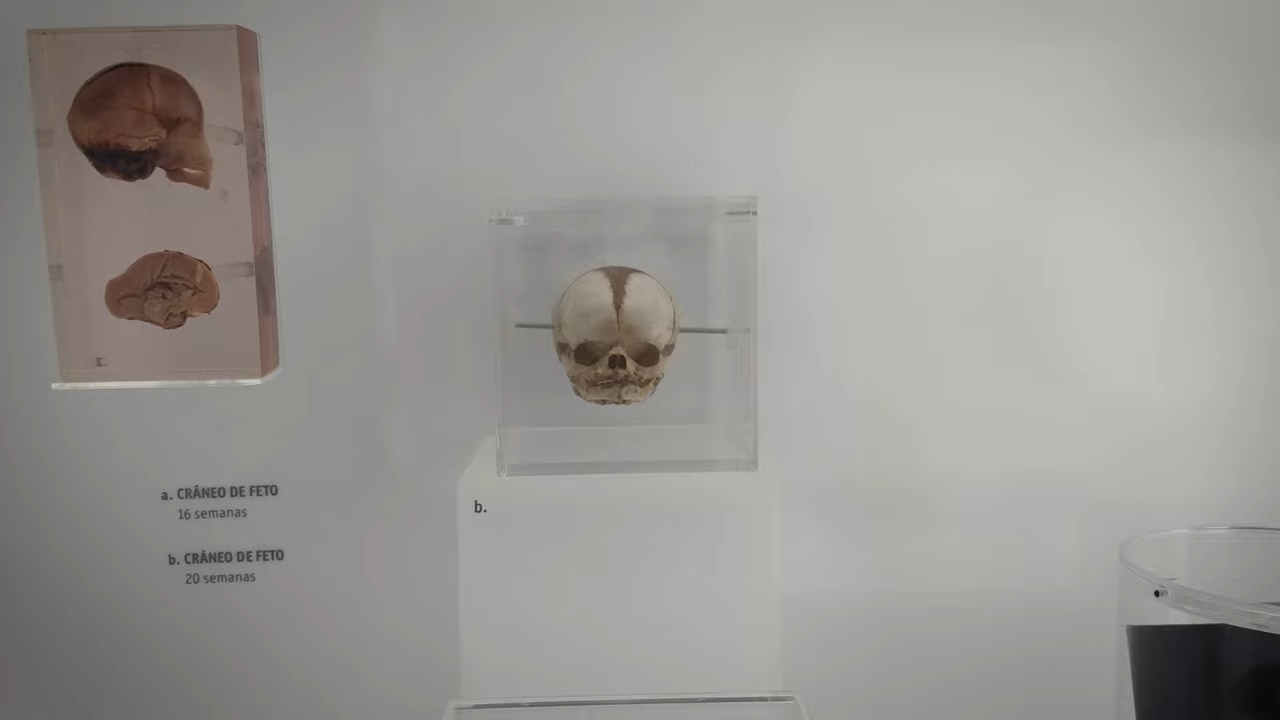 a. CRÁNEO DE FETO
16 semanas
b. CRÁNEO DE FETO
20 semanas
b.